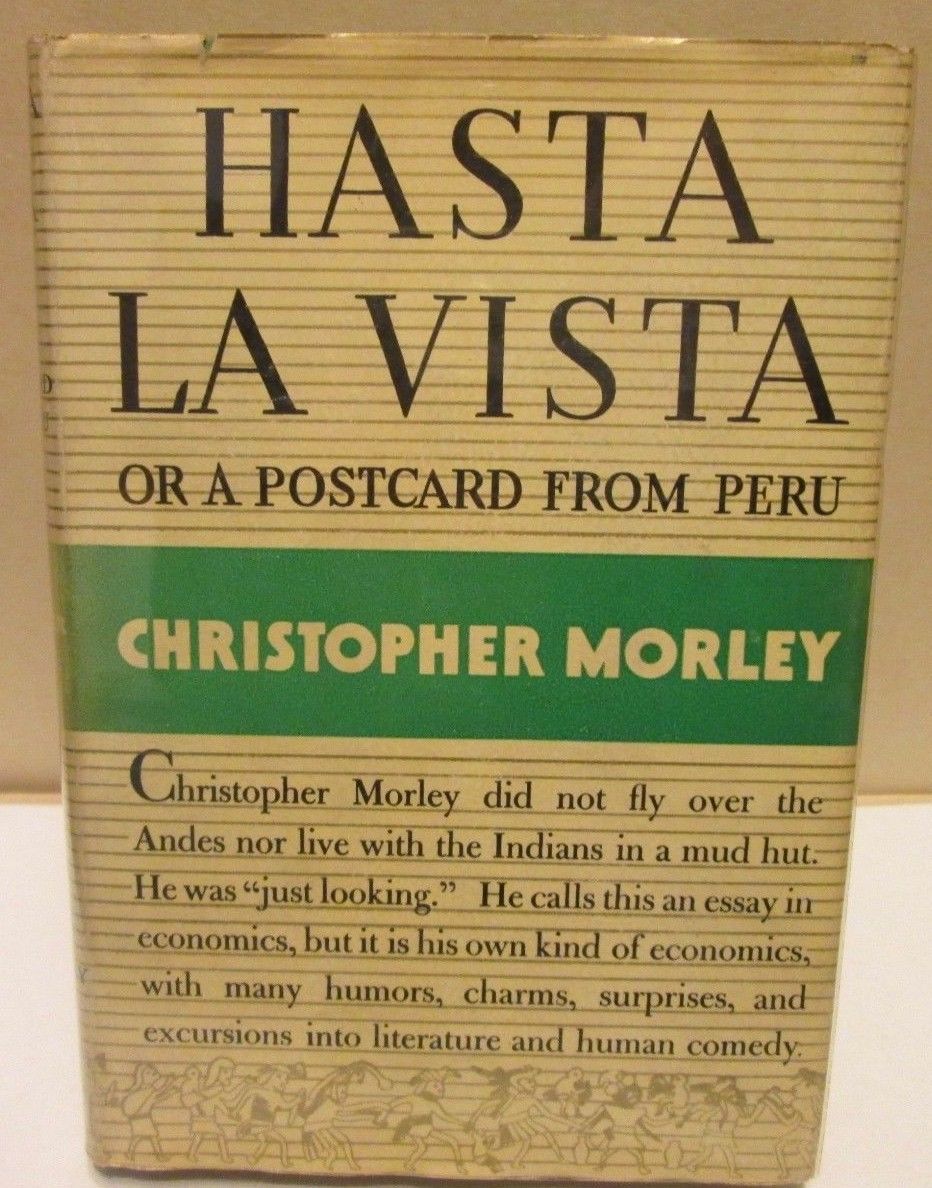 HASTA
LA VISTA
OR A POSTCARD FROM PERU
CHRISTOPHER MORLEY
Christopher Morley did not fly over the
Andes nor live with the Indians in a mud hut.
He was “just looking.” He calls this an essay in
economics, but it is his own kind of economics,
with many humors, charms, surprises, and
excursions into literature and human comedy.